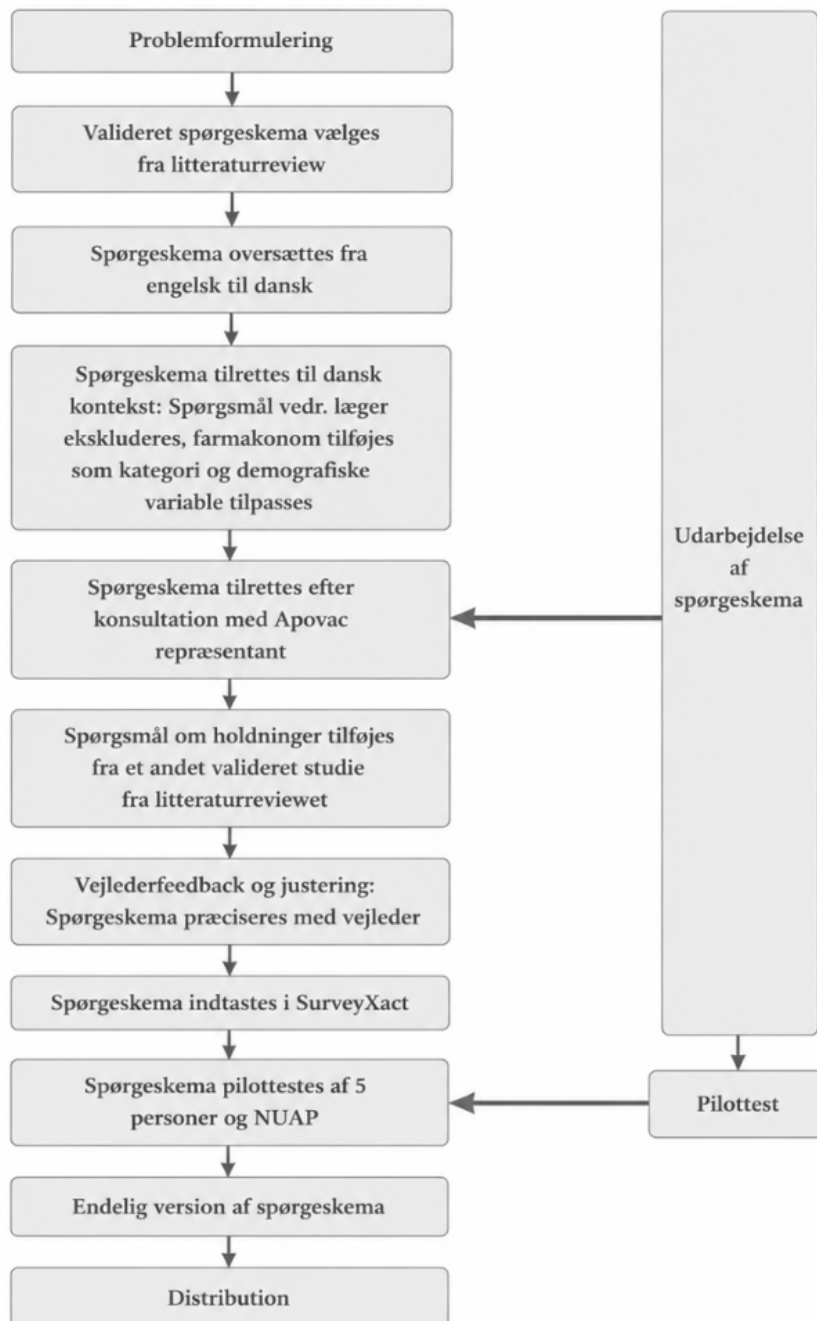 Problemformulering
Valideret spørgeskema vælges
fra litteraturreview
Spørgeskema oversættes fra
engelsk til dansk
Spørgeskema tilrettes til dansk
kontekst: Spørgsmål vedr. læger
ekskluderes, farmakonom tilføjes
som kategori og demografiske
variable tilpasses
Spørgeskema tilrettes efter
konsultation med Apovac
repræsentant
Spørgsmål om holdninger tilføjes
fra et andet valideret studie
fra litteraturreviewet
Vejlederfeedback og justering:
Spørgeskema præciseres med vejleder
Spørgeskema indtastes i SurveyXact
Spørgeskema pilottestes af 5
personer og NUAP
Endelig version af spørgeskema
Distribution
Udarbejdelse
af
spørgeskema
Pilottest